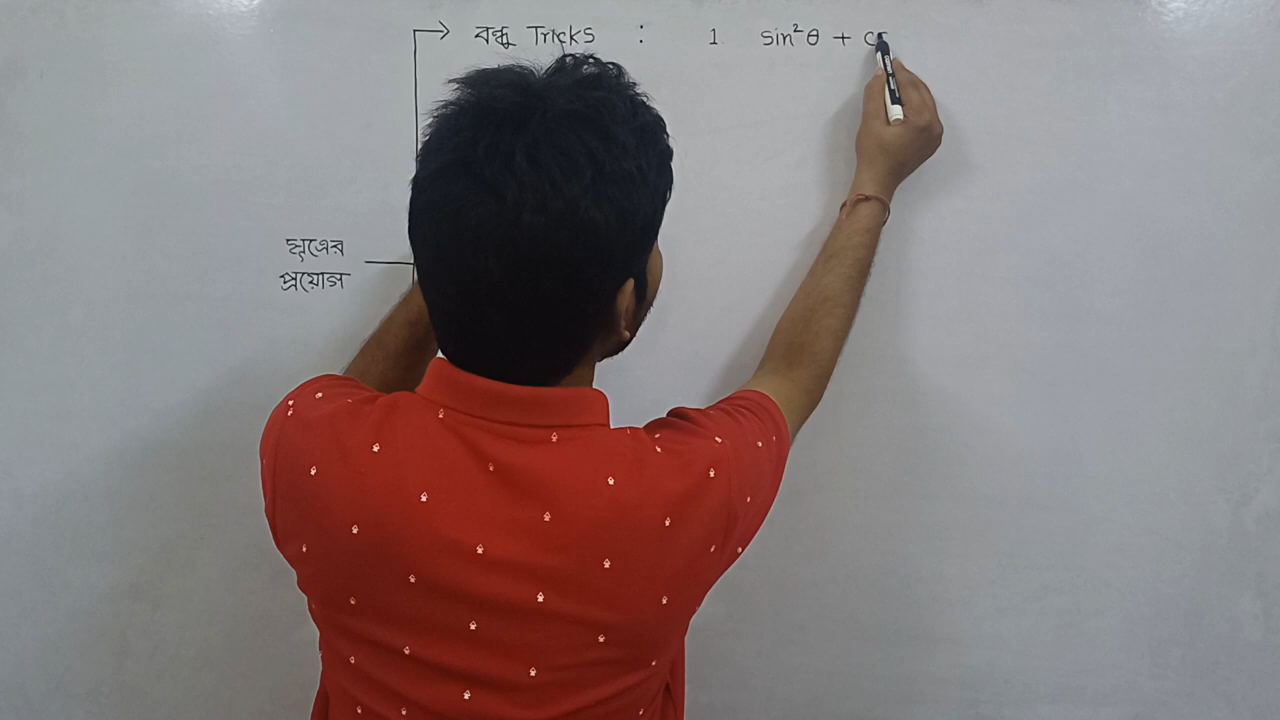 বন্ধু Tricks : 1. sin²θ + c
সূত্রের
প্রয়োগ